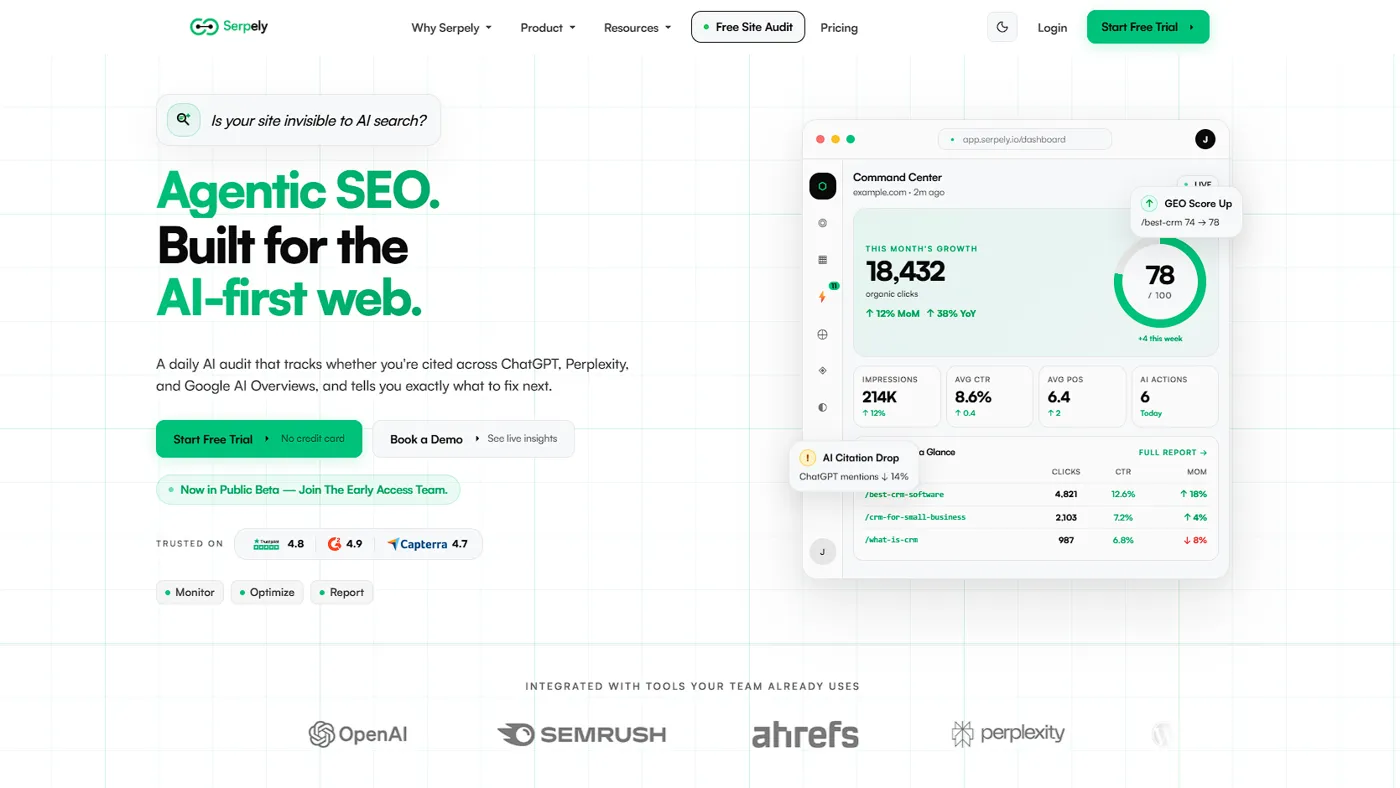 Serpely
Why Serpely
Product
Resources
Free Site Audit
Pricing
Login
Start Free Trial
Is your site invisible to AI search?
Agentic SEO.
Built for the
AI-first web.
A daily AI audit that tracks whether you're cited across ChatGPT, Perplexity,
and Google AI Overviews, and tells you exactly what to fix next.
Start Free Trial No credit card
Book a Demo See live insights
Now in Public Beta — Join The Early Access Team.
TRUSTED ON
Trustpilot 4.8
G2 4.9
Capterra 4.7
Monitor
Optimize
Report
app.serpely.io/dashboard
J
Command Center
example.com · 2m ago
LIVE
GEO Score Up
/best-crm 74 → 78
THIS MONTH'S GROWTH
18,432
organic clicks
↑ 12% MoM ↑ 38% YoY
78
/ 100
+4 this week
11
IMPRESSIONS
214K
↑ 12%
AVG CTR
8.6%
↑ 0.4
AVG POS
6.4
↑ 2
AI ACTIONS
6
Today
AI Citation Drop
ChatGPT mentions ↓ 14%
a Glance
FULL REPORT →
CLICKS CTR MOM
/best-crm-software 4,821 12.6% ↑ 18%
/crm-for-small-business 2,103 7.2% ↑ 4%
/what-is-crm 987 6.8% ↓ 8%
J
INTEGRATED WITH TOOLS YOUR TEAM ALREADY USES
OpenAI
SEMRUSH
ahrefs
perplexity